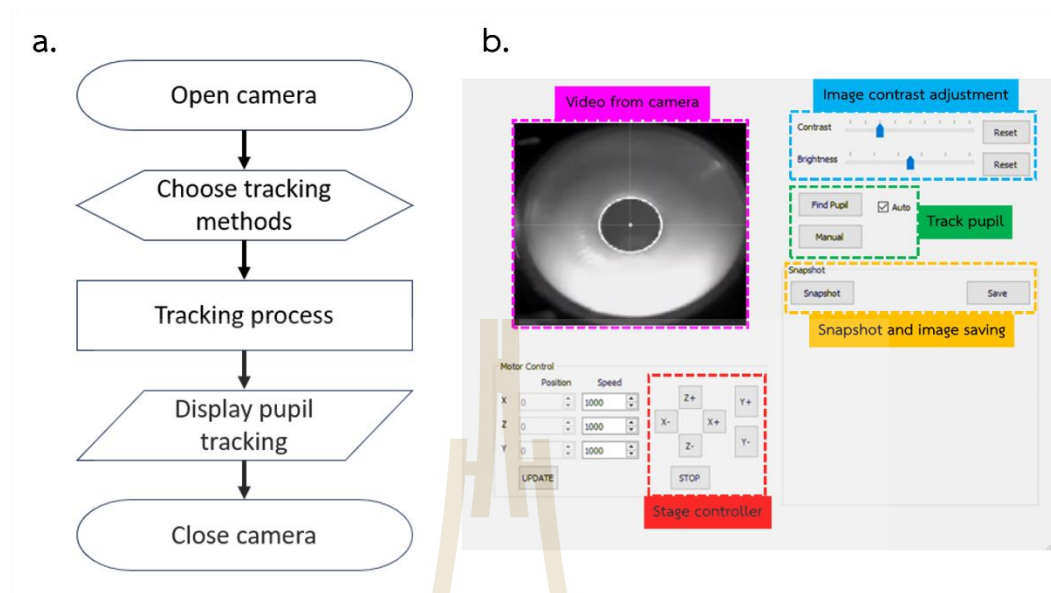 a.
Open camera
Choose tracking
methods
Tracking process
Display pupil
tracking
Close camera
b.
Video from camera
Image contrast adjustment
Contrast
Reset
Brightness
Reset
Find Pupil
Auto
Manual
Track pupil
Snapshot
Snapshot
Save
Snapshot and image saving
Motor Control
Position Speed
X 0 1000
Z 0 1000
Y 0 1000
UPDATE
Z+
Y+
X-
X+
Z-
Y-
STOP
Stage controller